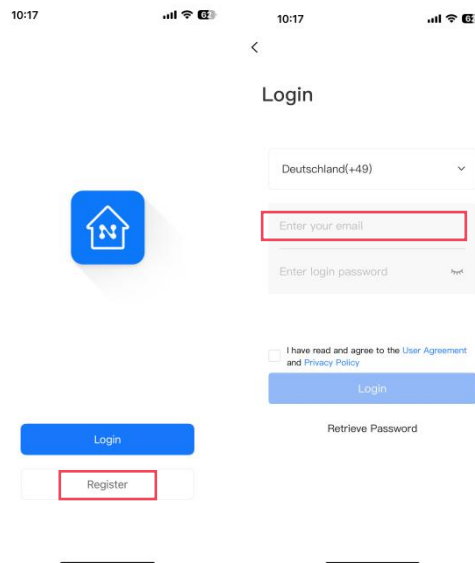 10:17
Login
Register
10:17
Login
Deutschland(+49)
Enter your email
Enter login password
I have read and agree to the User Agreement
and Privacy Policy
Login
Retrieve Password